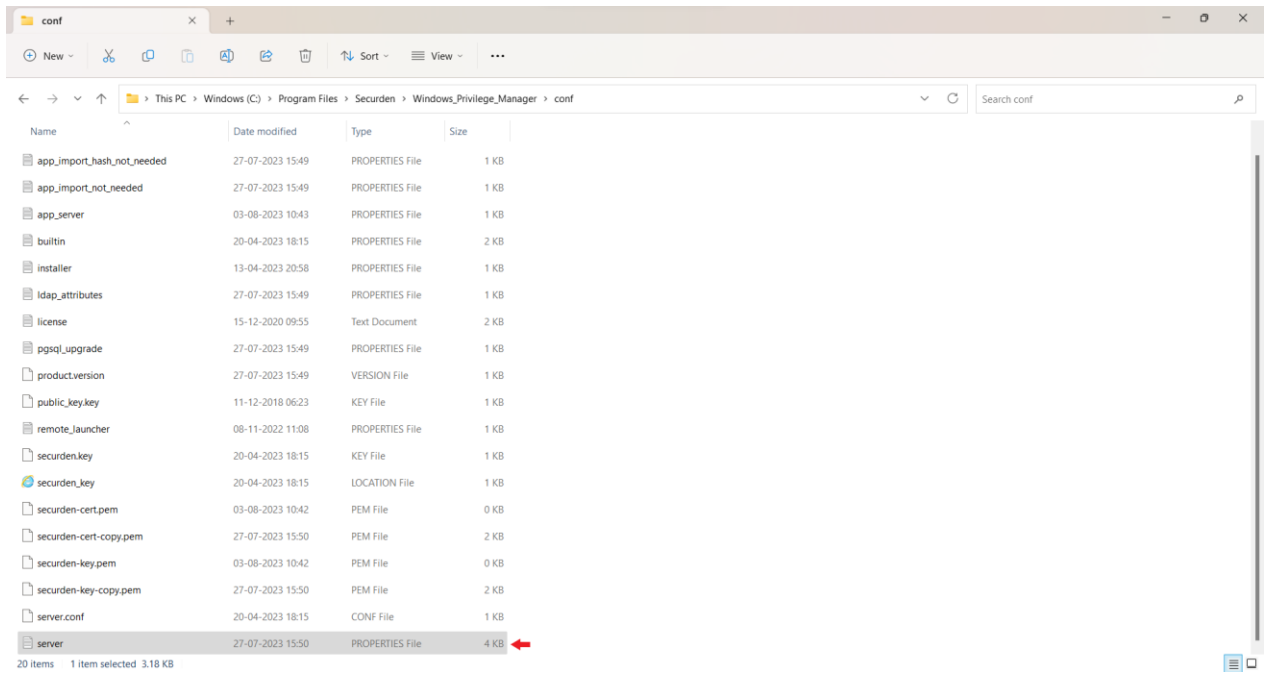 conf
New Sort View
This PC > Windows (C:) > Program Files > Securden > Windows_Privilege_Manager > conf Search conf
Name Date modified Type Size
app_import_hash_not_needed 27-07-2023 15:49 PROPERTIES File 1 KB
app_import_not_needed 27-07-2023 15:49 PROPERTIES File 1 KB
app_server 03-08-2023 10:43 PROPERTIES File 1 KB
builtin 20-04-2023 18:15 PROPERTIES File 2 KB
installer 13-04-2023 20:58 PROPERTIES File 1 KB
ldap_attributes 27-07-2023 15:49 PROPERTIES File 1 KB
license 15-12-2020 09:55 Text Document 2 KB
pgsql_upgrade 27-07-2023 15:49 PROPERTIES File 1 KB
product.version 27-07-2023 15:49 VERSION File 1 KB
public_key.key 11-12-2018 06:23 KEY File 1 KB
remote_launcher 08-11-2022 11:08 PROPERTIES File 1 KB
securden.key 20-04-2023 18:15 KEY File 1 KB
securden_key 20-04-2023 18:15 LOCATION File 1 KB
securden-cert.pem 03-08-2023 10:42 PEM File 0 KB
securden-cert-copy.pem 27-07-2023 15:50 PEM File 2 KB
securden-key.pem 03-08-2023 10:42 PEM File 0 KB
securden-key-copy.pem 27-07-2023 15:50 PEM File 2 KB
server.conf 20-04-2023 18:15 CONF File 1 KB
server 27-07-2023 15:50 PROPERTIES File 4 KB
20 items 1 item selected 3.18 KB